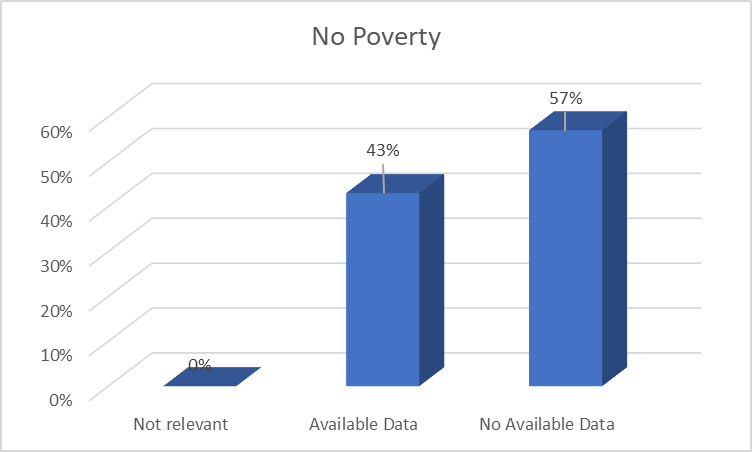 No Poverty
57%
43%
0%
60%
50%
40%
30%
20%
10%
0%
Not relevant
Available Data
No Available Data